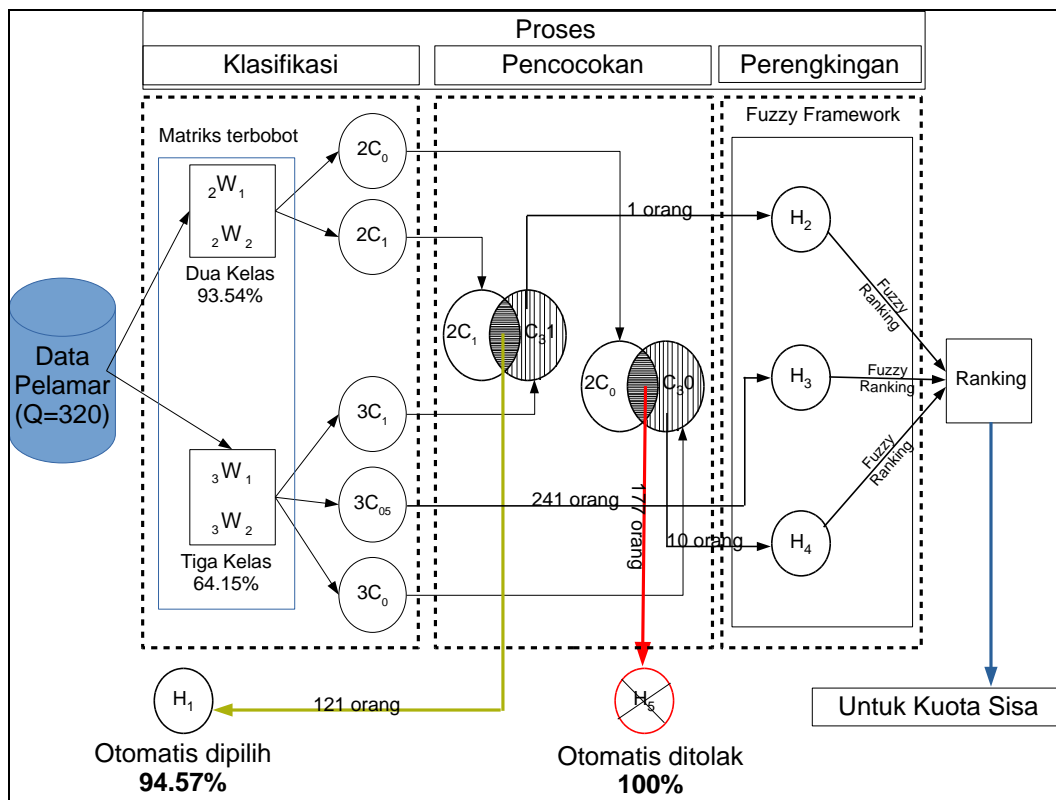 Proses
Klasifikasi
Pencocokan
Perengkingan
Matriks terbobot
Fuzzy Framework
2W1
2W2
Dua Kelas
93.54%
2C0
2C1
1 orang
H2
Fuzzy
Ranking
2C1
C31
2C0
C30
Data
Pelamar
(Q=320)
H3
Fuzzy
Ranking
Ranking
3C1
3W1
3W2
Tiga Kelas
64.15%
3C05
241 orang
177 orang
10 orang
H4
Fuzzy
Ranking
3C0
H1
121 orang
H5
Otomatis dipilih
94.57%
Otomatis ditolak
100%
Untuk Kuota Sisa